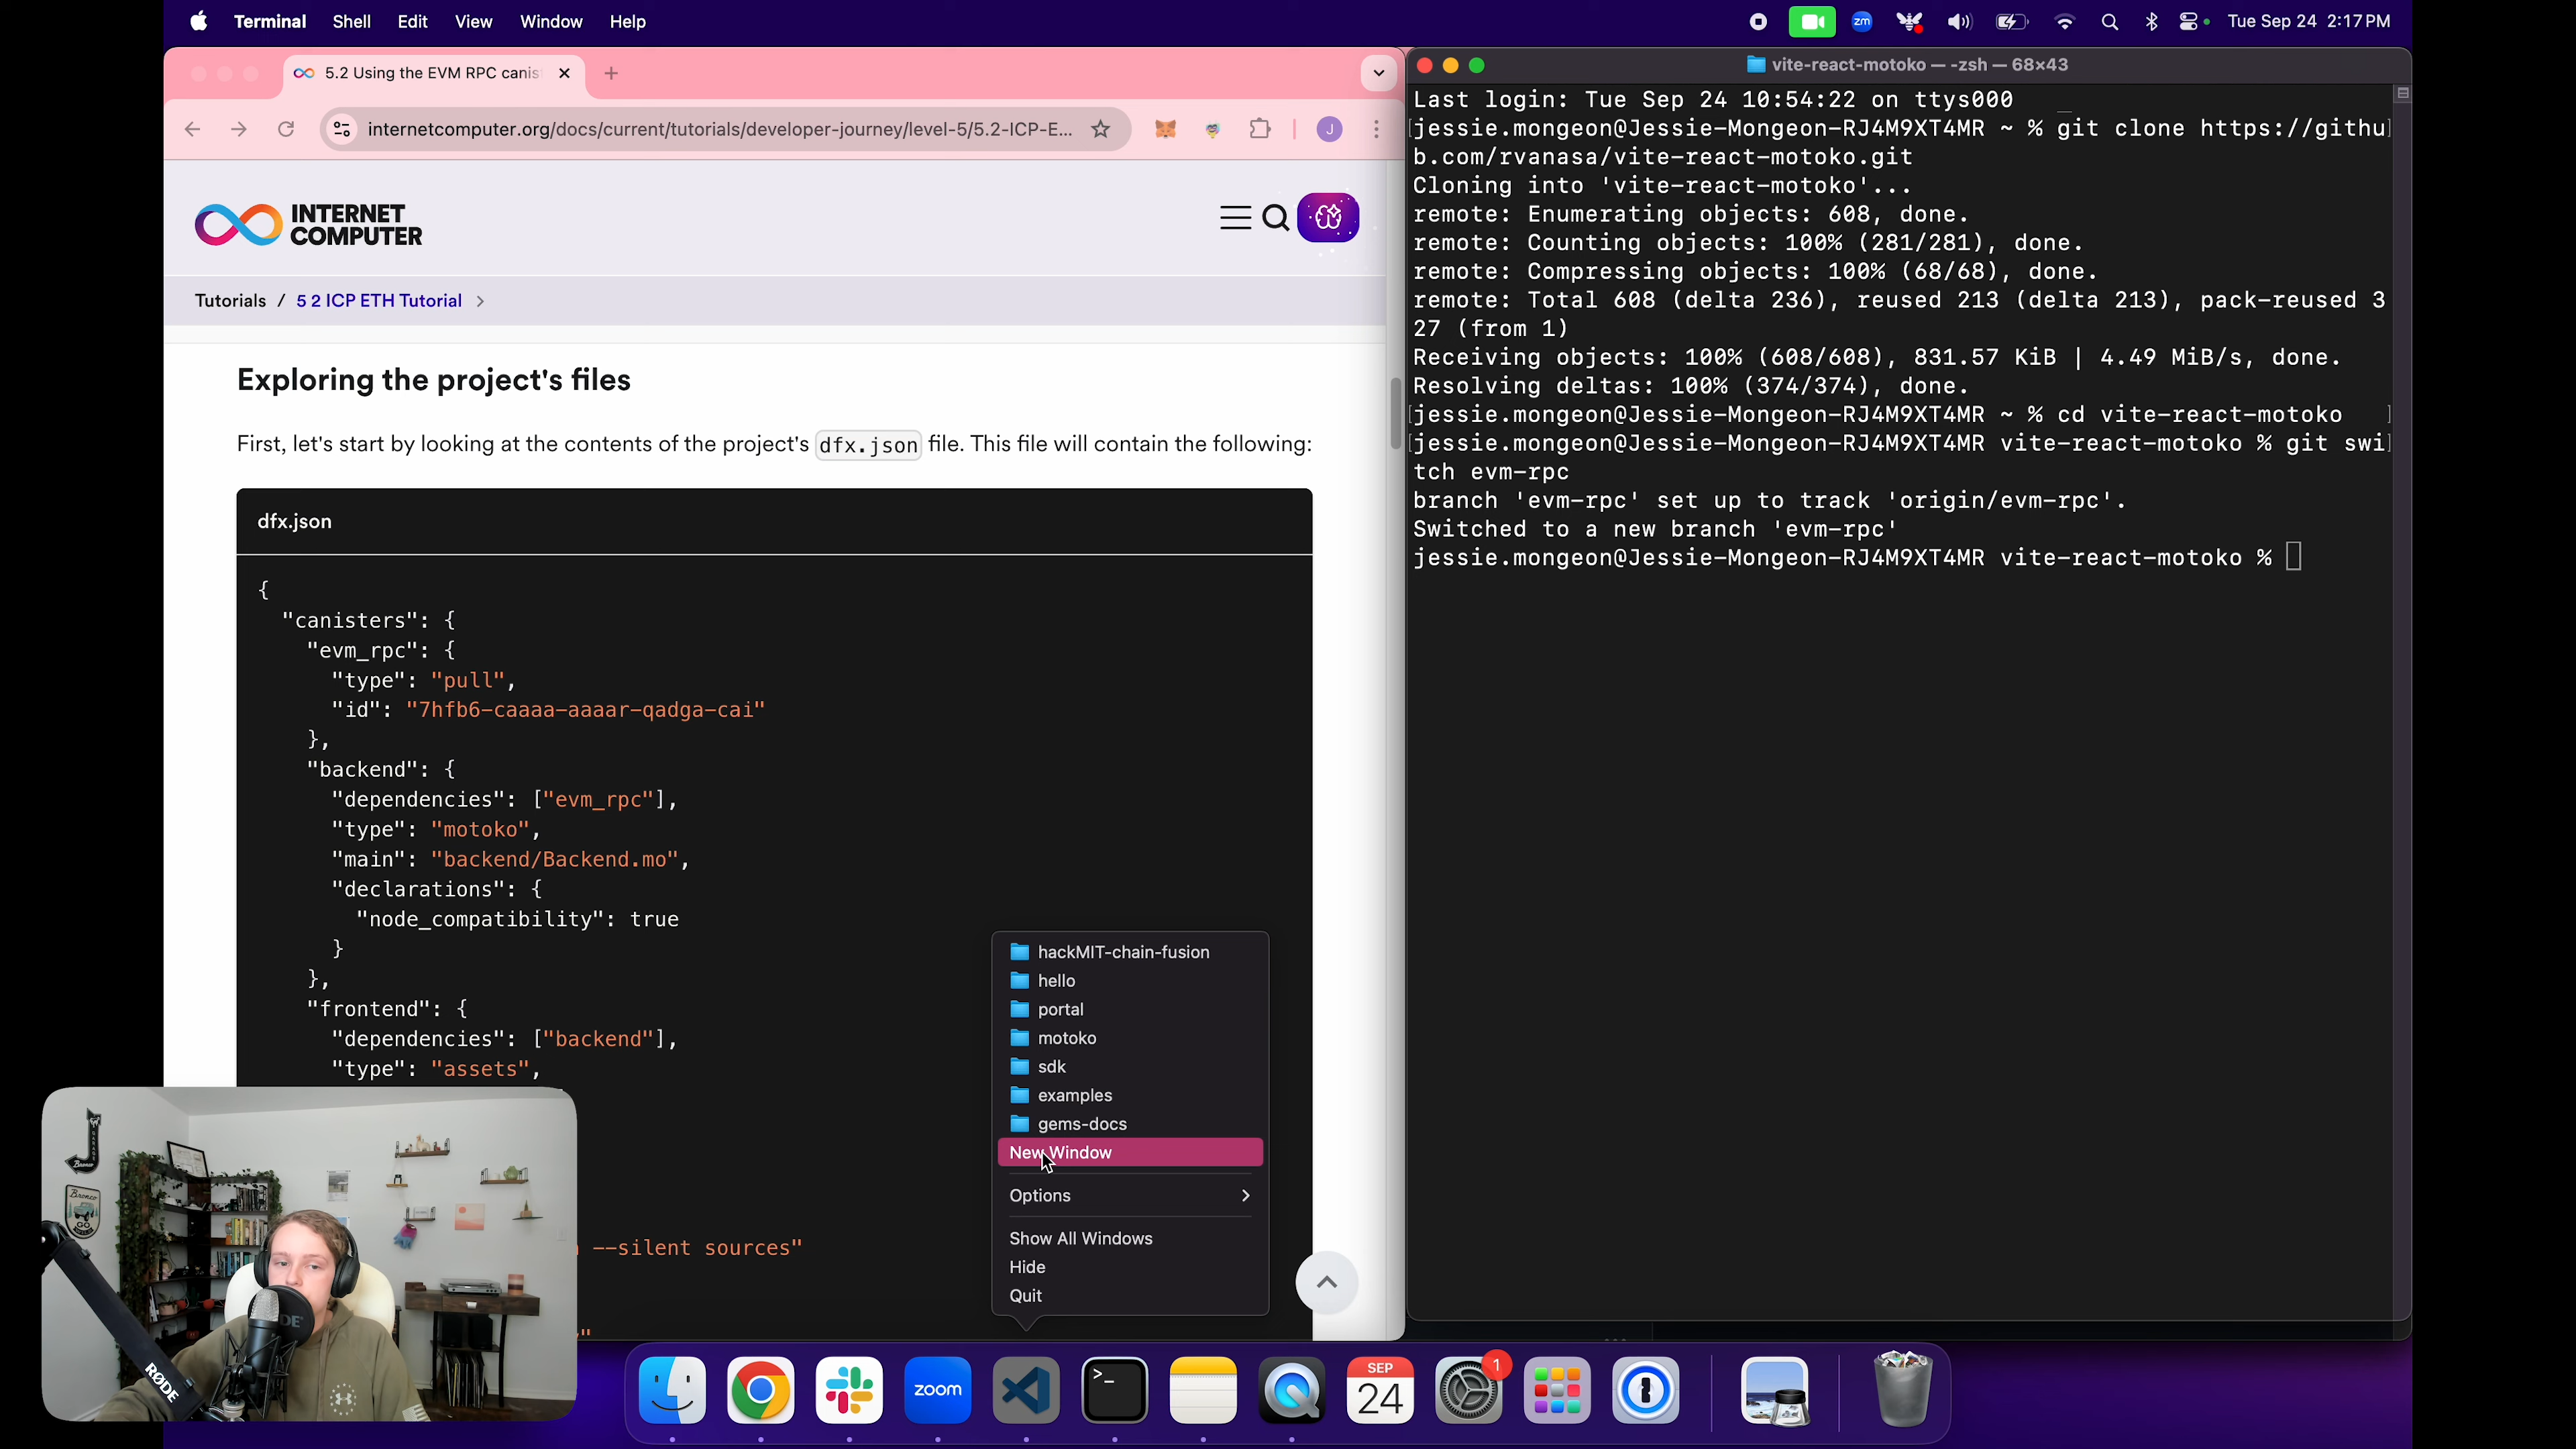 Terminal Shell Edit View Window Help
zm
Tue Sep 24 2:17 PM
5.2 Using the EVM RPC canis
internetcomputer.org/docs/current/tutorials/developer-journey/level-5/5.2-ICP-E...
J
INTERNET
COMPUTER
Tutorials / 5 2 ICP ETH Tutorial >
Exploring the project's files
First, let's start by looking at the contents of the project's dfx.json file. This file will contain the following:
dfx.json
{
"canisters": {
"evm_rpc": {
"type": "pull",
"id": "7hfb6-caaaa-aaaar-qadga-cai"
},
"backend": {
"dependencies": ["evm_rpc"],
"type": "motoko",
"main": "backend/Backend.mo",
"declarations": {
"node_compatibility": true
}
},
"frontend": {
"dependencies": ["backend"],
"type": "assets",
--silent sources"
"
hackMIT-chain-fusion
hello
portal
motoko
sdk
examples
gems-docs
New Window
Options
Show All Windows
Hide
Quit
vite-react-motoko — -zsh — 68×43
Last login: Tue Sep 24 10:54:22 on ttys000
[jessie.mongeon@Jessie-Mongeon-RJ4M9XT4MR ~ % git clone https://githu]
b.com/rvanasa/vite-react-motoko.git
Cloning into 'vite-react-motoko'...
remote: Enumerating objects: 608, done.
remote: Counting objects: 100% (281/281), done.
remote: Compressing objects: 100% (68/68), done.
remote: Total 608 (delta 236), reused 213 (delta 213), pack-reused 3
27 (from 1)
Receiving objects: 100% (608/608), 831.57 KiB | 4.49 MiB/s, done.
Resolving deltas: 100% (374/374), done.
[jessie.mongeon@Jessie-Mongeon-RJ4M9XT4MR ~ % cd vite-react-motoko ]
[jessie.mongeon@Jessie-Mongeon-RJ4M9XT4MR vite-react-motoko % git swi]
tch evm-rpc
branch 'evm-rpc' set up to track 'origin/evm-rpc'.
Switched to a new branch 'evm-rpc'
jessie.mongeon@Jessie-Mongeon-RJ4M9XT4MR vite-react-motoko %
GARAGE
Bronco
Bronco
GO
RØDE
zoom
>_
SEP
24
1